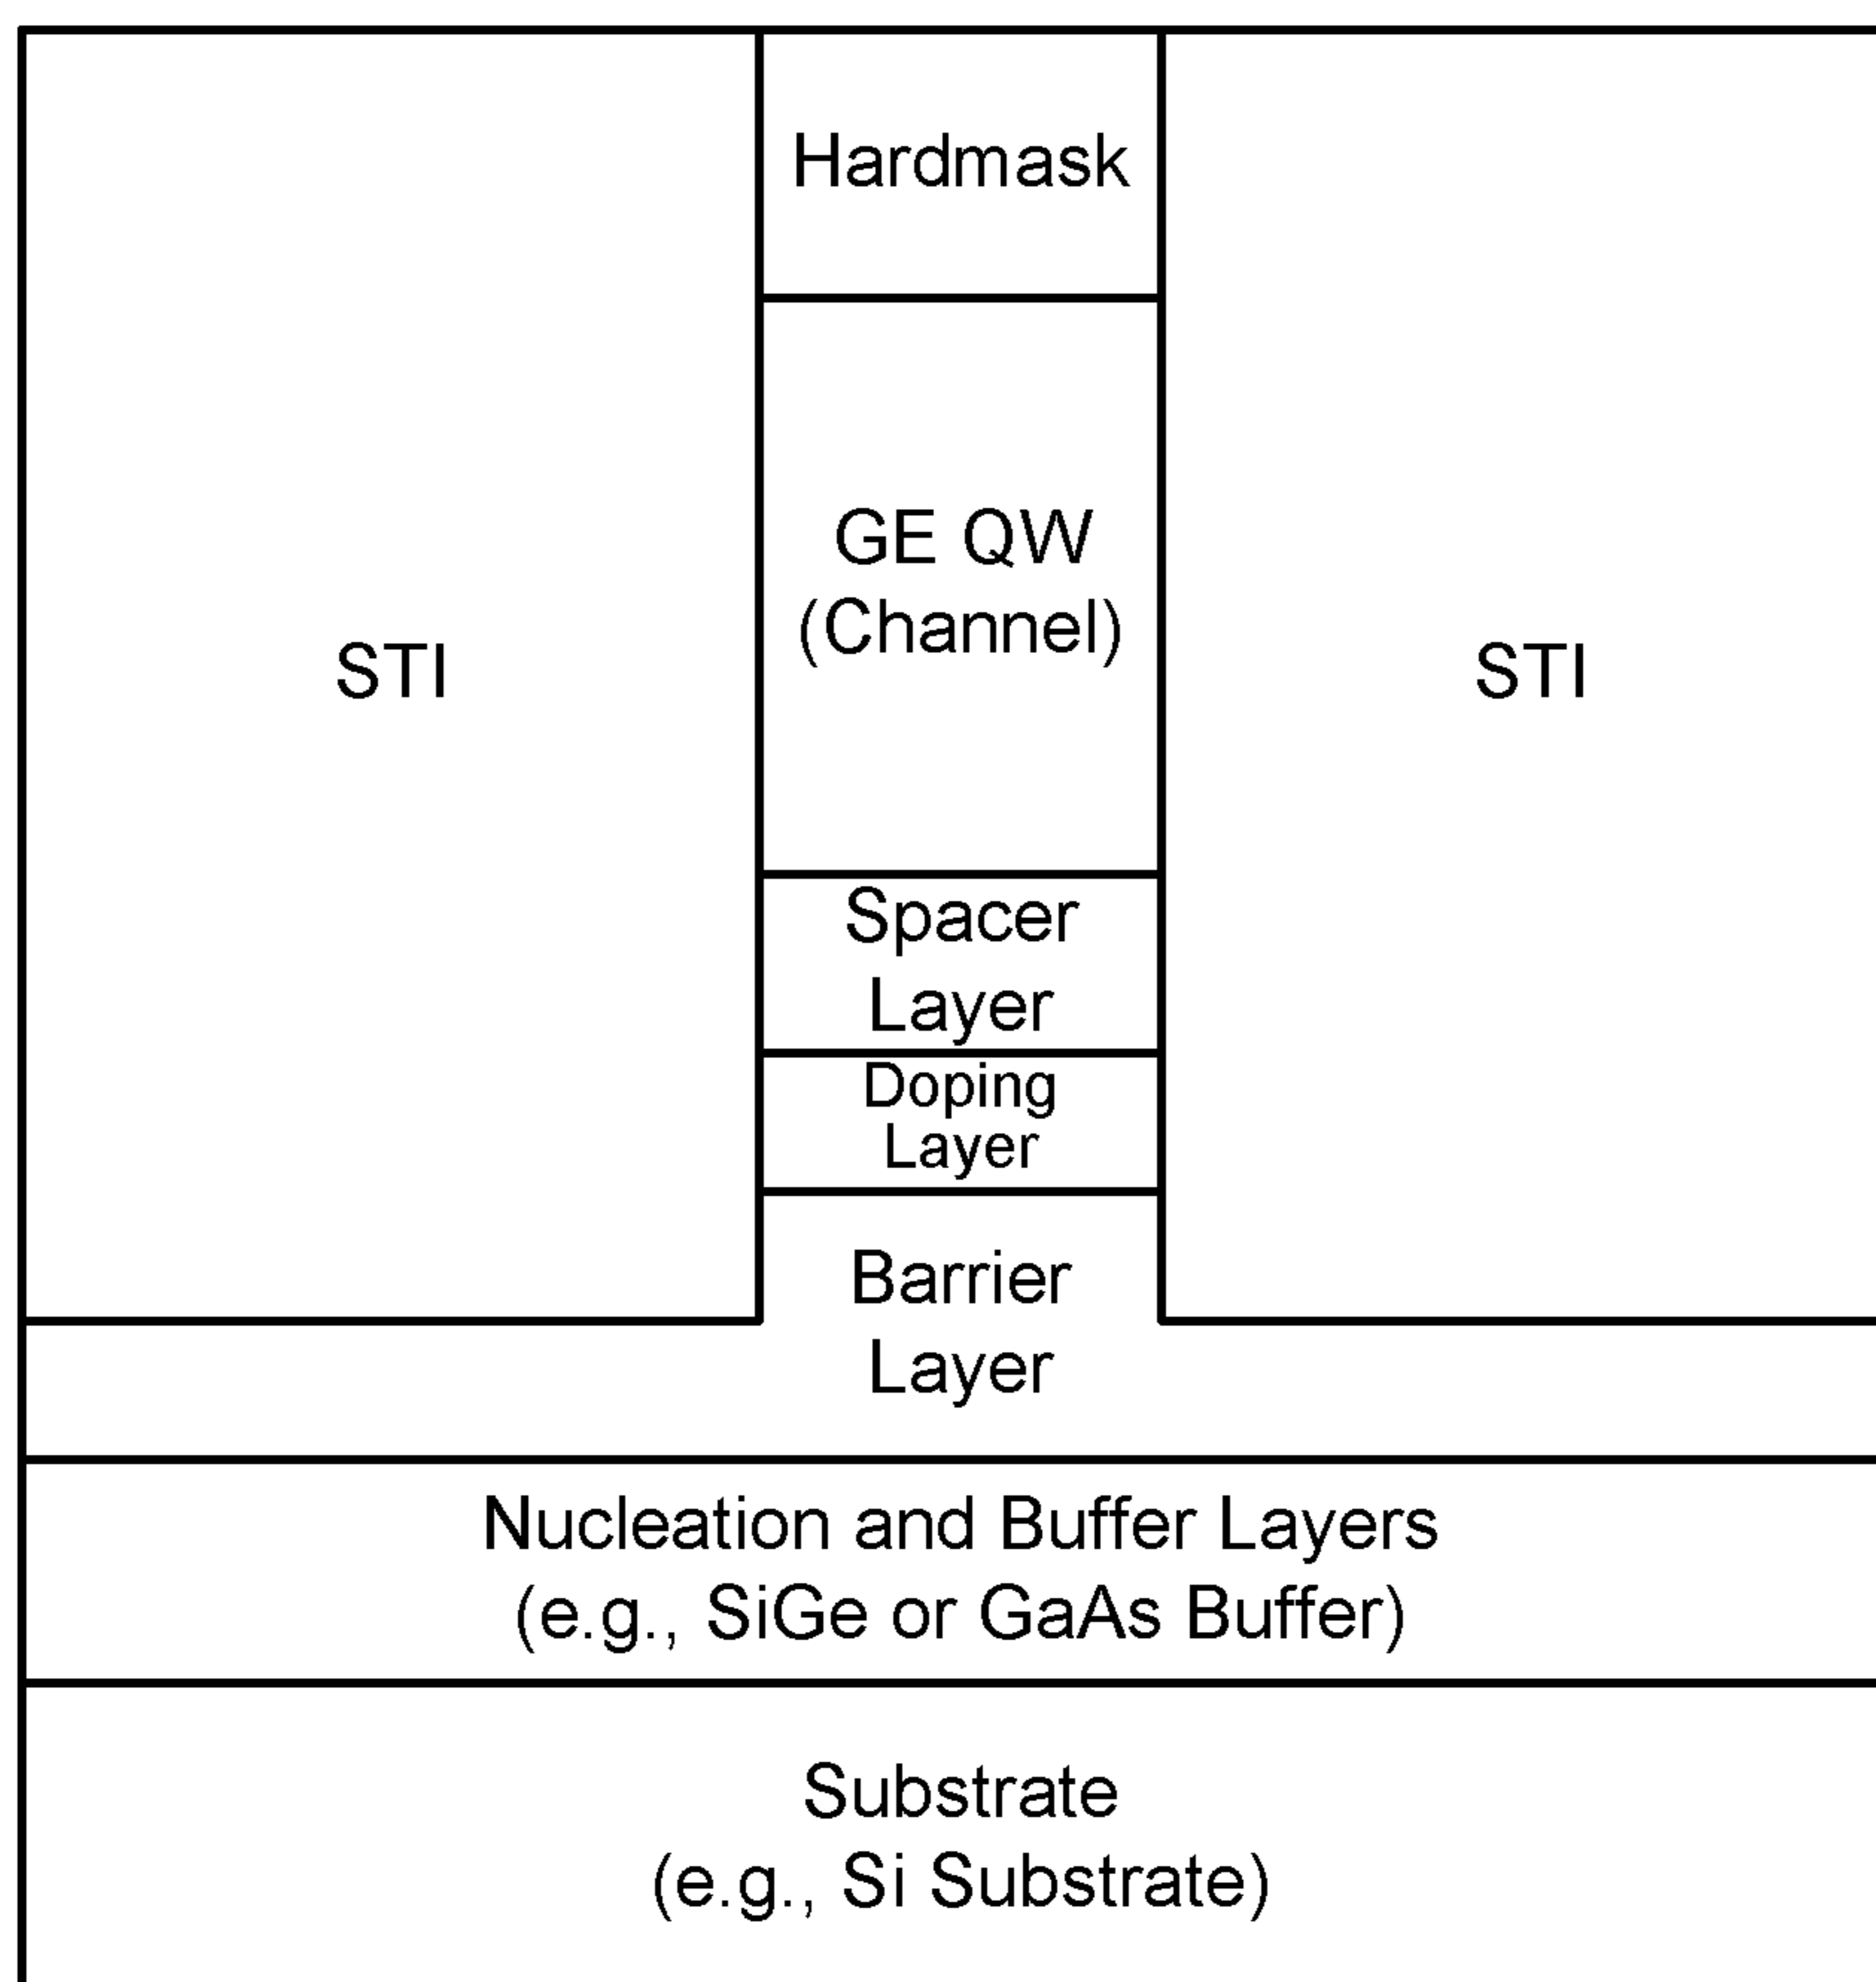 Hardmask
GE QW
(Channel)
STI
STI
Spacer
Layer
Doping
Layer
Barrier
Layer
Nucleation and Buffer Layers
(e.g., SiGe or GaAs Buffer)
Substrate
(e.g., Si Substrate)